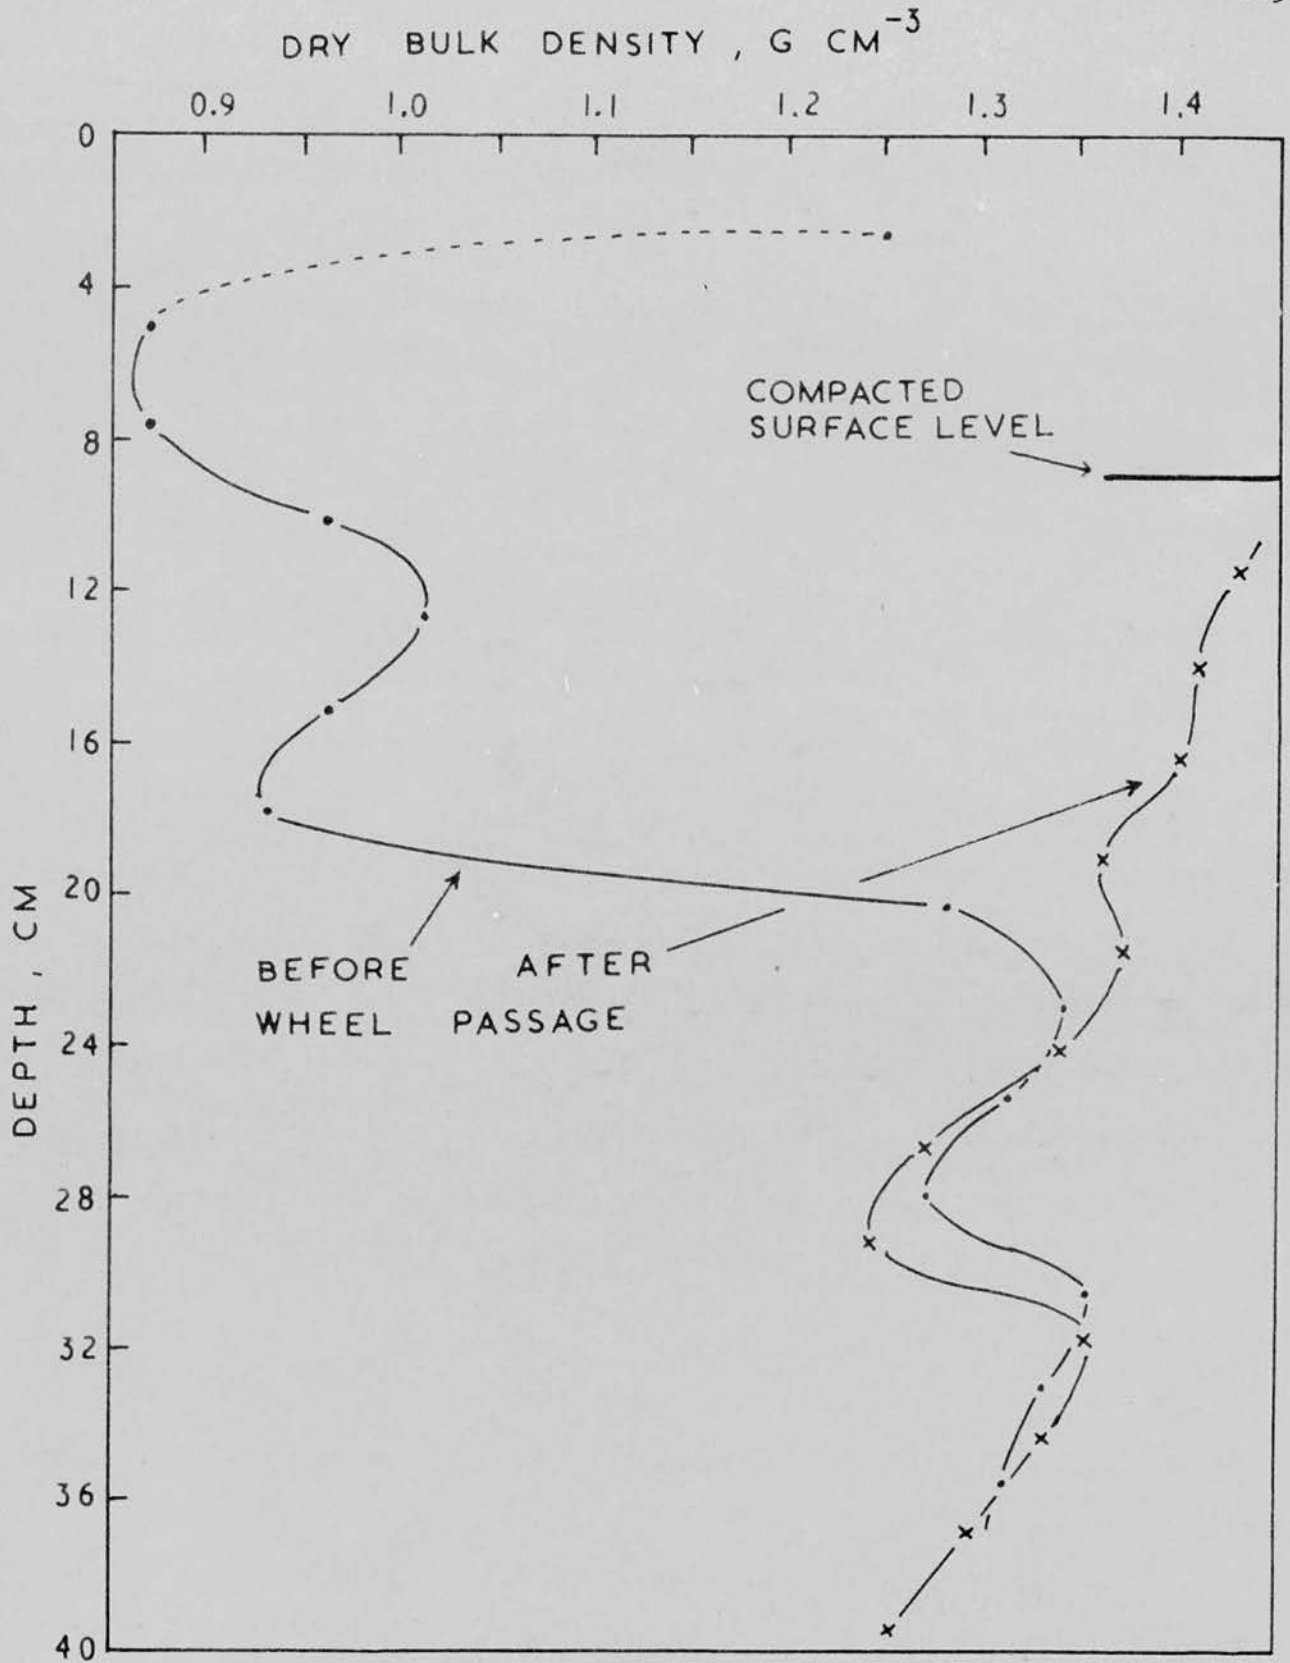 DRY BULK DENSITY, G CM⁻³
0.9 1.0 1.1 1.2 1.3 1.4
0
4
8
12
16
20
24
28
32
36
40
DEPTH, CM
COMPACTED
SURFACE LEVEL
BEFORE AFTER
WHEEL PASSAGE